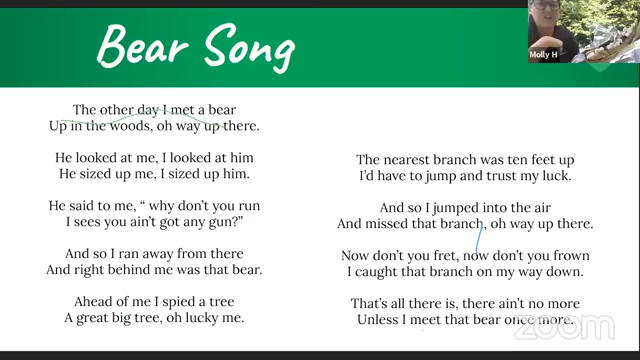 Bear Song
Molly H
The other day I met a bear
Up in the woods, oh way up there.
He looked at me, I looked at him
He sized up me, I sized up him.
He said to me, “ why don’t you run
I sees you ain’t got any gun?”
And so I ran away from there
And right behind me was that bear.
Ahead of me I spied a tree
A great big tree, oh lucky me.
The nearest branch was ten feet up
I’d have to jump and trust my luck.
And so I jumped into the air
And missed that branch, oh way up there.
Now don’t you fret, now don’t you frown
I caught that branch on my way down.
That’s all there is, there ain’t no more
Unless I meet that bear once more.
zoom